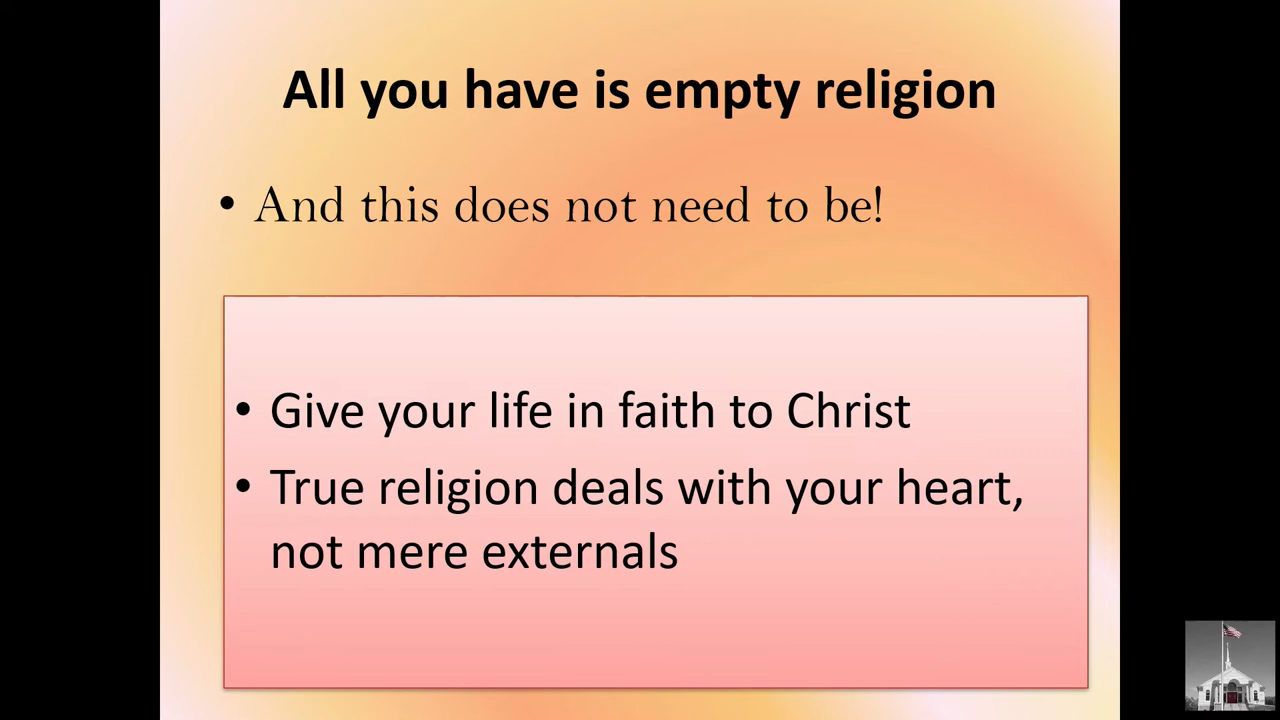 All you have is empty religion
• And this does not need to be!
• Give your life in faith to Christ
• True religion deals with your heart,
not mere externals